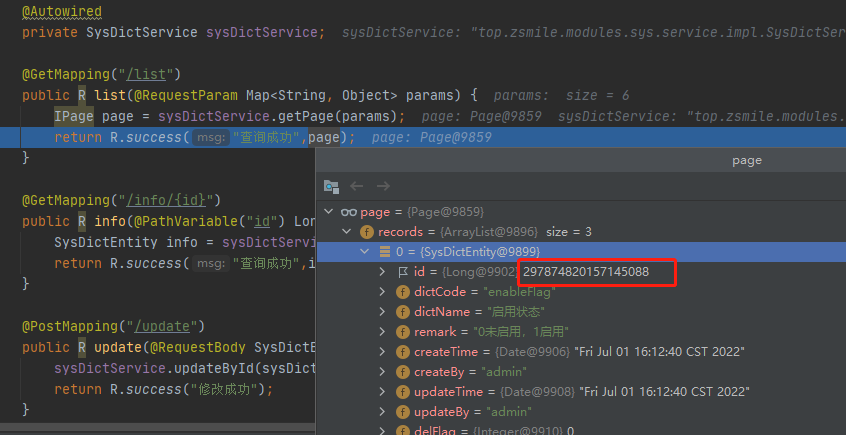 @Autowired
private SysDictService sysDictService; sysDictService: "top.zsmile.modules.sys.service.impl.SysDictSer
@GetMapping("/list")
public R list(@RequestParam Map<String, Object> params) { params: size = 6
IPage page = sysDictService.getPage(params); page: Page@9859 sysDictService: "top.zsmile.modules.
return R.success( msg: "查询成功",page); page: Page@9859
}
page
@GetMapping("/info/{id}")
public R info(@PathVariable("id") Lon
SysDictEntity info = sysDictServi
return R.success( msg: "查询成功",i
}
@PostMapping("/update")
public R update(@RequestBody SysDictE
sysDictService.updateById(sysDict
return R.success("修改成功");
}
page = {Page@9859}
records = {ArrayList@9896} size = 3
0 = {SysDictEntity@9899}
id = {Long@9902} 297874820157145088
dictCode = "enableFlag"
dictName = "启用状态"
remark = "0未启用，1启用"
createTime = {Date@9906} "Fri Jul 01 16:12:40 CST 2022"
createBy = "admin"
updateTime = {Date@9908} "Fri Jul 01 16:12:40 CST 2022"
updateBy = "admin"
delFlag = {Integer@9910} 0